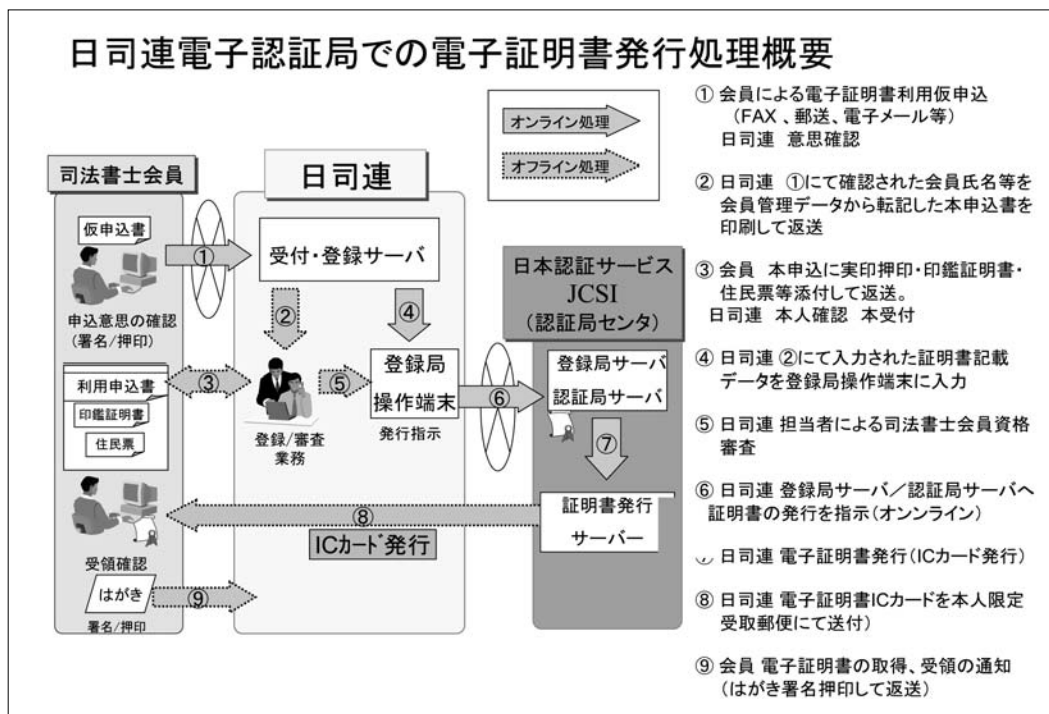 日司連電子認証局での電子証明書発行処理概要
オンライン処理
オフライン処理
司法書士会員
仮申込書
申込意思の確認
(署名/押印)
利用申込書
印鑑証明書
住民票
受領確認
はがき
署名/押印
日司連
受付・登録サーバ
①
②
③
④
⑤
登録局
操作端末
発行指示
登録/審査
業務
⑥
日本認証サービス
JCSI
(認証局センタ)
登録局サーバ
認証局サーバ
⑦
証明書発行
サーバー
⑧
ICカード発行
⑨
① 会員による電子証明書利用仮申込
(FAX 、郵送、電子メール等)
日司連 意思確認
② 日司連 ①にて確認された会員氏名等を
会員管理データから転記した本申込書を
印刷して返送
③ 会員 本申込に実印押印・印鑑証明書・
住民票等添付して返送。
日司連 本人確認 本受付
④ 日司連 ②にて入力された証明書記載
データを登録局操作端末に入力
⑤ 日司連 担当者による司法書士会員資格
審査
⑥ 日司連 登録局サーバ／認証局サーバへ
証明書の発行を指示(オンンライン)
日司連 電子証明書発行(ICカード発行)
⑧ 日司連 電子証明書ICカードを本人限定
受取郵便にて送付)
⑨ 会員 電子証明書の取得、受領の通知
(はがき署名押印して返送)